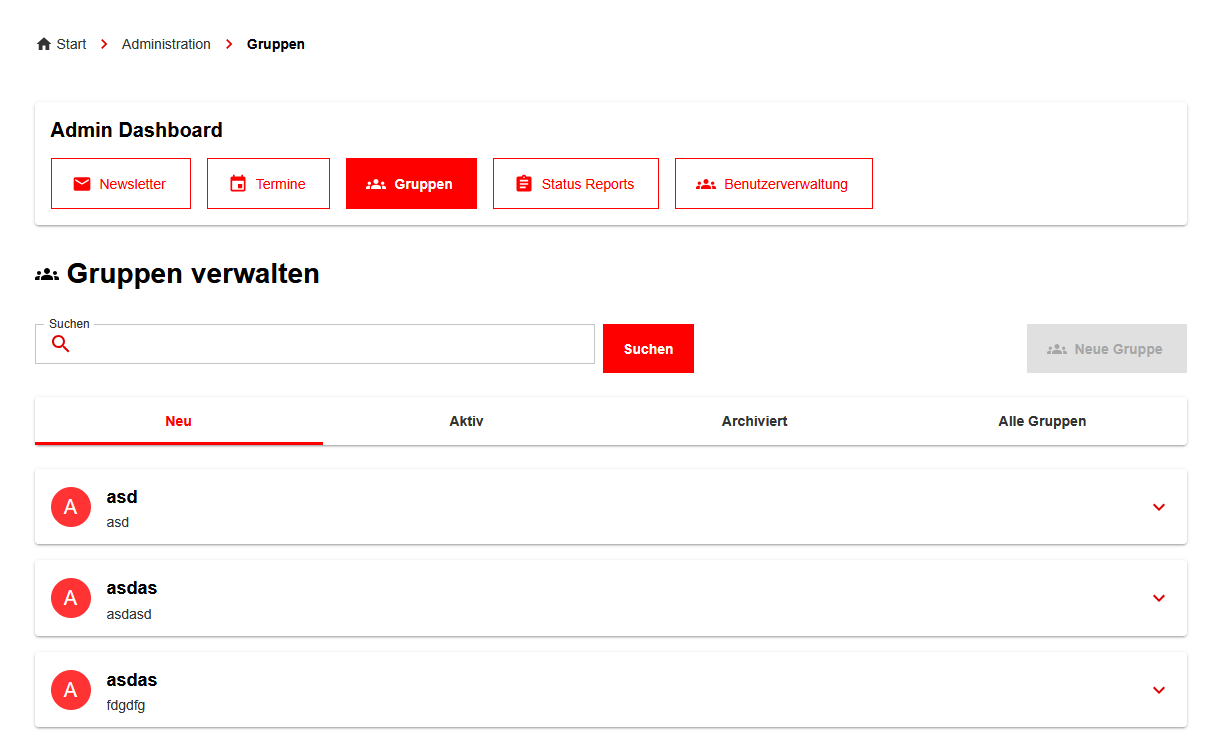 Start Administration Gruppen
Admin Dashboard
Newsletter Termine Gruppen Status Reports Benutzerverwaltung
Gruppen verwalten
Suchen
Suchen Neue Gruppe
Neu Aktiv Archiviert Alle Gruppen
A asd
asd
A asdas
asdasd
A asdas
fdgdfg